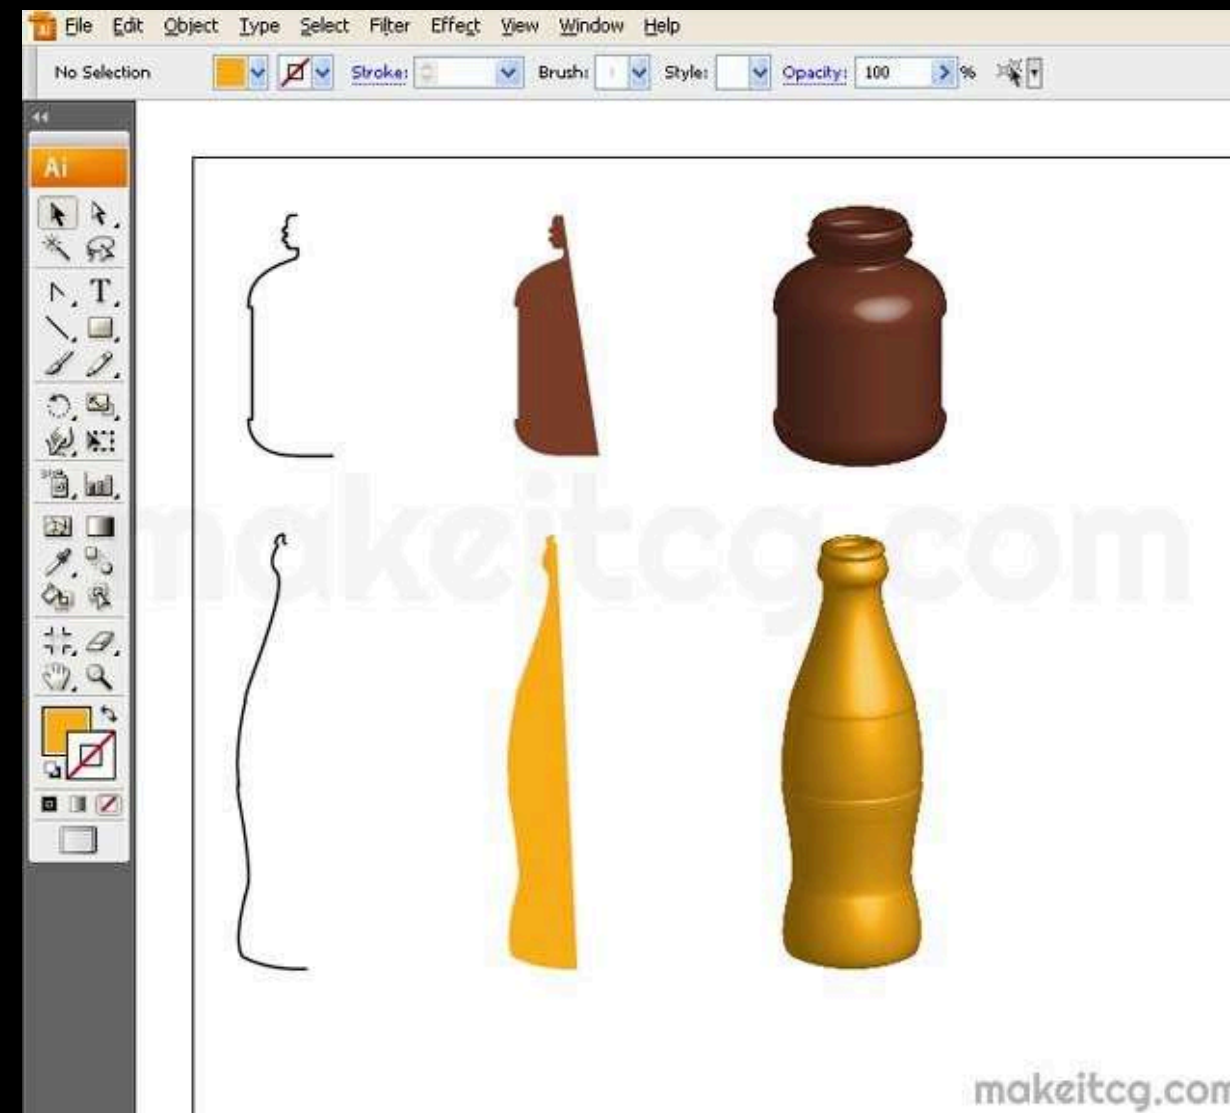 Ai File Edit Object Type Select Filter Effect View Window Help
No Selection Stroke: Brush: Style: Opacity: 100 %
Ai
T
makeitcg.com
makeitcg.com